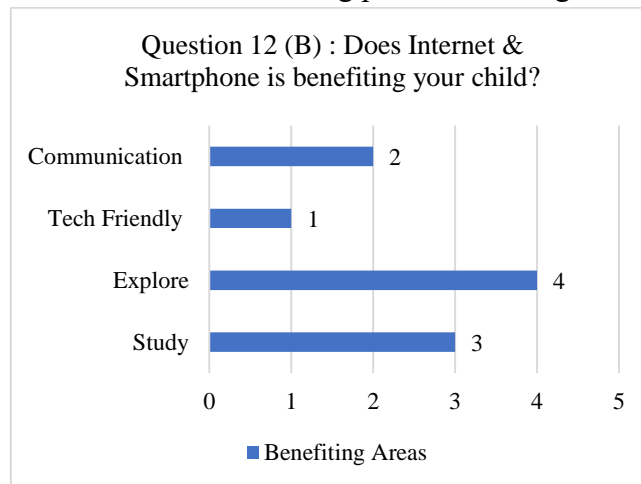 Question 12 (B) : Does Internet &
Smartphone is benefiting your child?
Communication
2
Tech Friendly
1
Explore
4
Study
3
0 1 2 3 4 5
Benefiting Areas